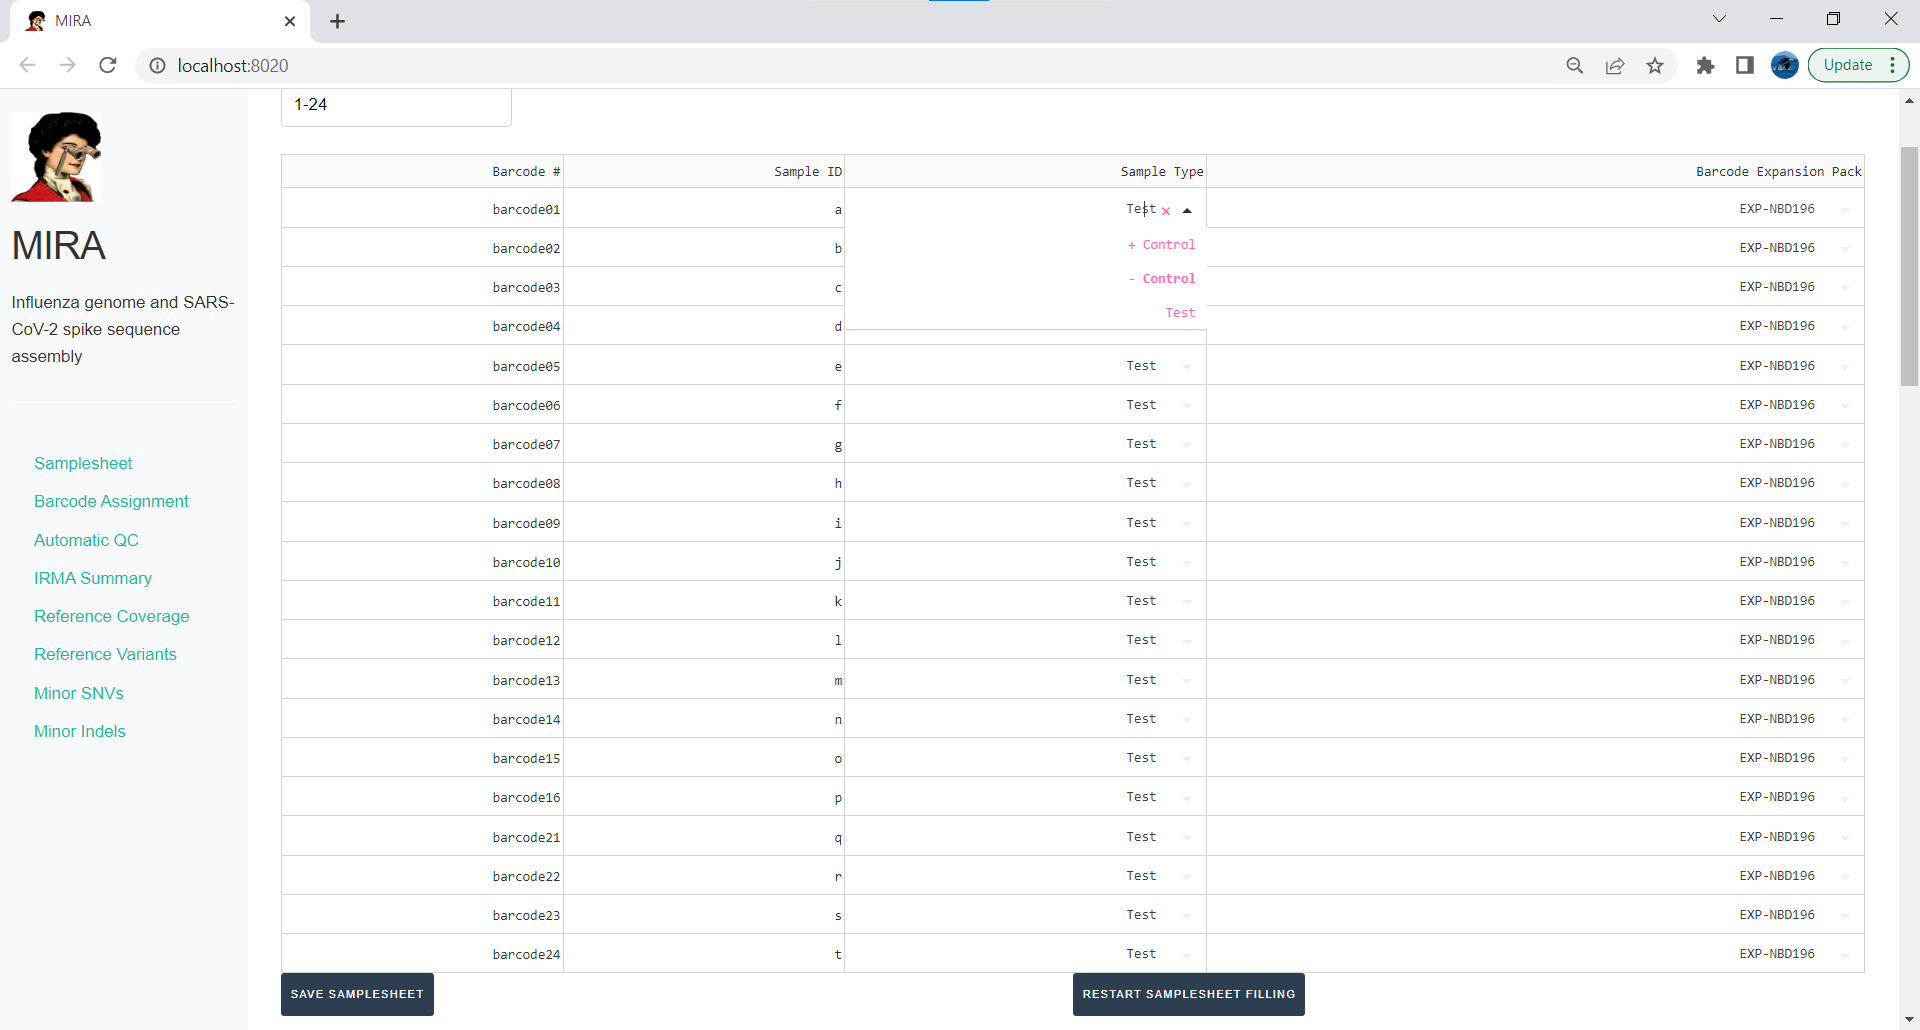 MIRA
localhost:8020
Update
MIRA
Influenza genome and SARS-
CoV-2 spike sequence
assembly
Samplesheet
Barcode Assignment
Automatic QC
IRMA Summary
Reference Coverage
Reference Variants
Minor SNVs
Minor Indels
1-24
Barcode # Sample ID Sample Type Barcode Expansion Pack
barcode01 a Test × EXP-NBD196
+ Control
- Control
Test
barcode02 b EXP-NBD196
barcode03 c EXP-NBD196
barcode04 d EXP-NBD196
barcode05 e Test EXP-NBD196
barcode06 f Test EXP-NBD196
barcode07 g Test EXP-NBD196
barcode08 h Test EXP-NBD196
barcode09 i Test EXP-NBD196
barcode10 j Test EXP-NBD196
barcode11 k Test EXP-NBD196
barcode12 l Test EXP-NBD196
barcode13 m Test EXP-NBD196
barcode14 n Test EXP-NBD196
barcode15 o Test EXP-NBD196
barcode16 p Test EXP-NBD196
barcode21 q Test EXP-NBD196
barcode22 r Test EXP-NBD196
barcode23 s Test EXP-NBD196
barcode24 t Test EXP-NBD196
SAVE SAMPLESHEET RESTART SAMPLESHEET FILLING